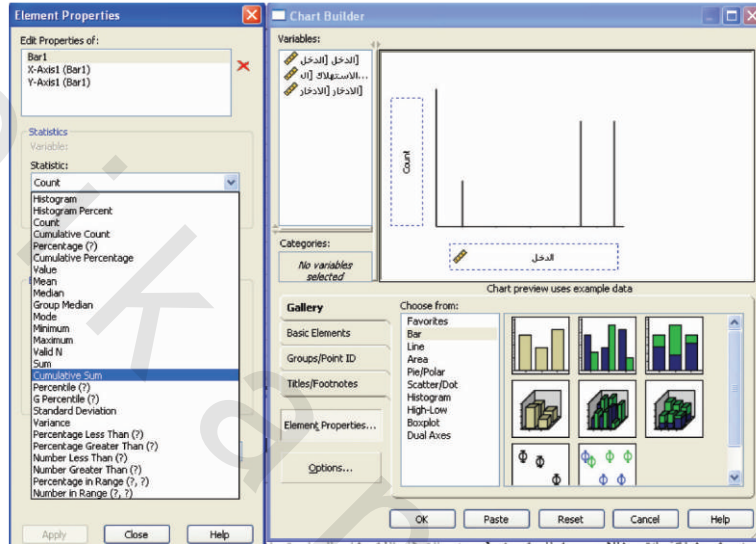 Element Properties
Edit Properties of:
Bar1
X-Axis1 (Bar1)
Y-Axis1 (Bar1)
Statistics
Variable:
Statistic:
Count
Histogram
Histogram Percent
Count
Cumulative Count
Percentage (?)
Cumulative Percentage
Value
Mean
Median
Group Median
Mode
Minimum
Maximum
Valid N
Sum
Cumulative Sum
Percentile (?)
G Percentile (?)
Standard Deviation
Variance
Percentage Less Than (?)
Percentage Greater Than (?)
Number Less Than (?)
Number Greater Than (?)
Percentage in Range (?, ?)
Number in Range (?, ?)
Apply
Close
Help
Chart Builder
Variables:
الدخل [الدخل]
الاستهلاك [ال...
الادخار [الادخار]
Count
الدخل
Categories:
No variables
selected
Chart preview uses example data
Gallery
Basic Elements
Groups/Point ID
Titles/Footnotes
Element Properties...
Options...
Choose from:
Favorites
Bar
Line
Area
Pie/Polar
Scatter/Dot
Histogram
High-Low
Boxplot
Dual Axes
OK
Paste
Reset
Cancel
Help